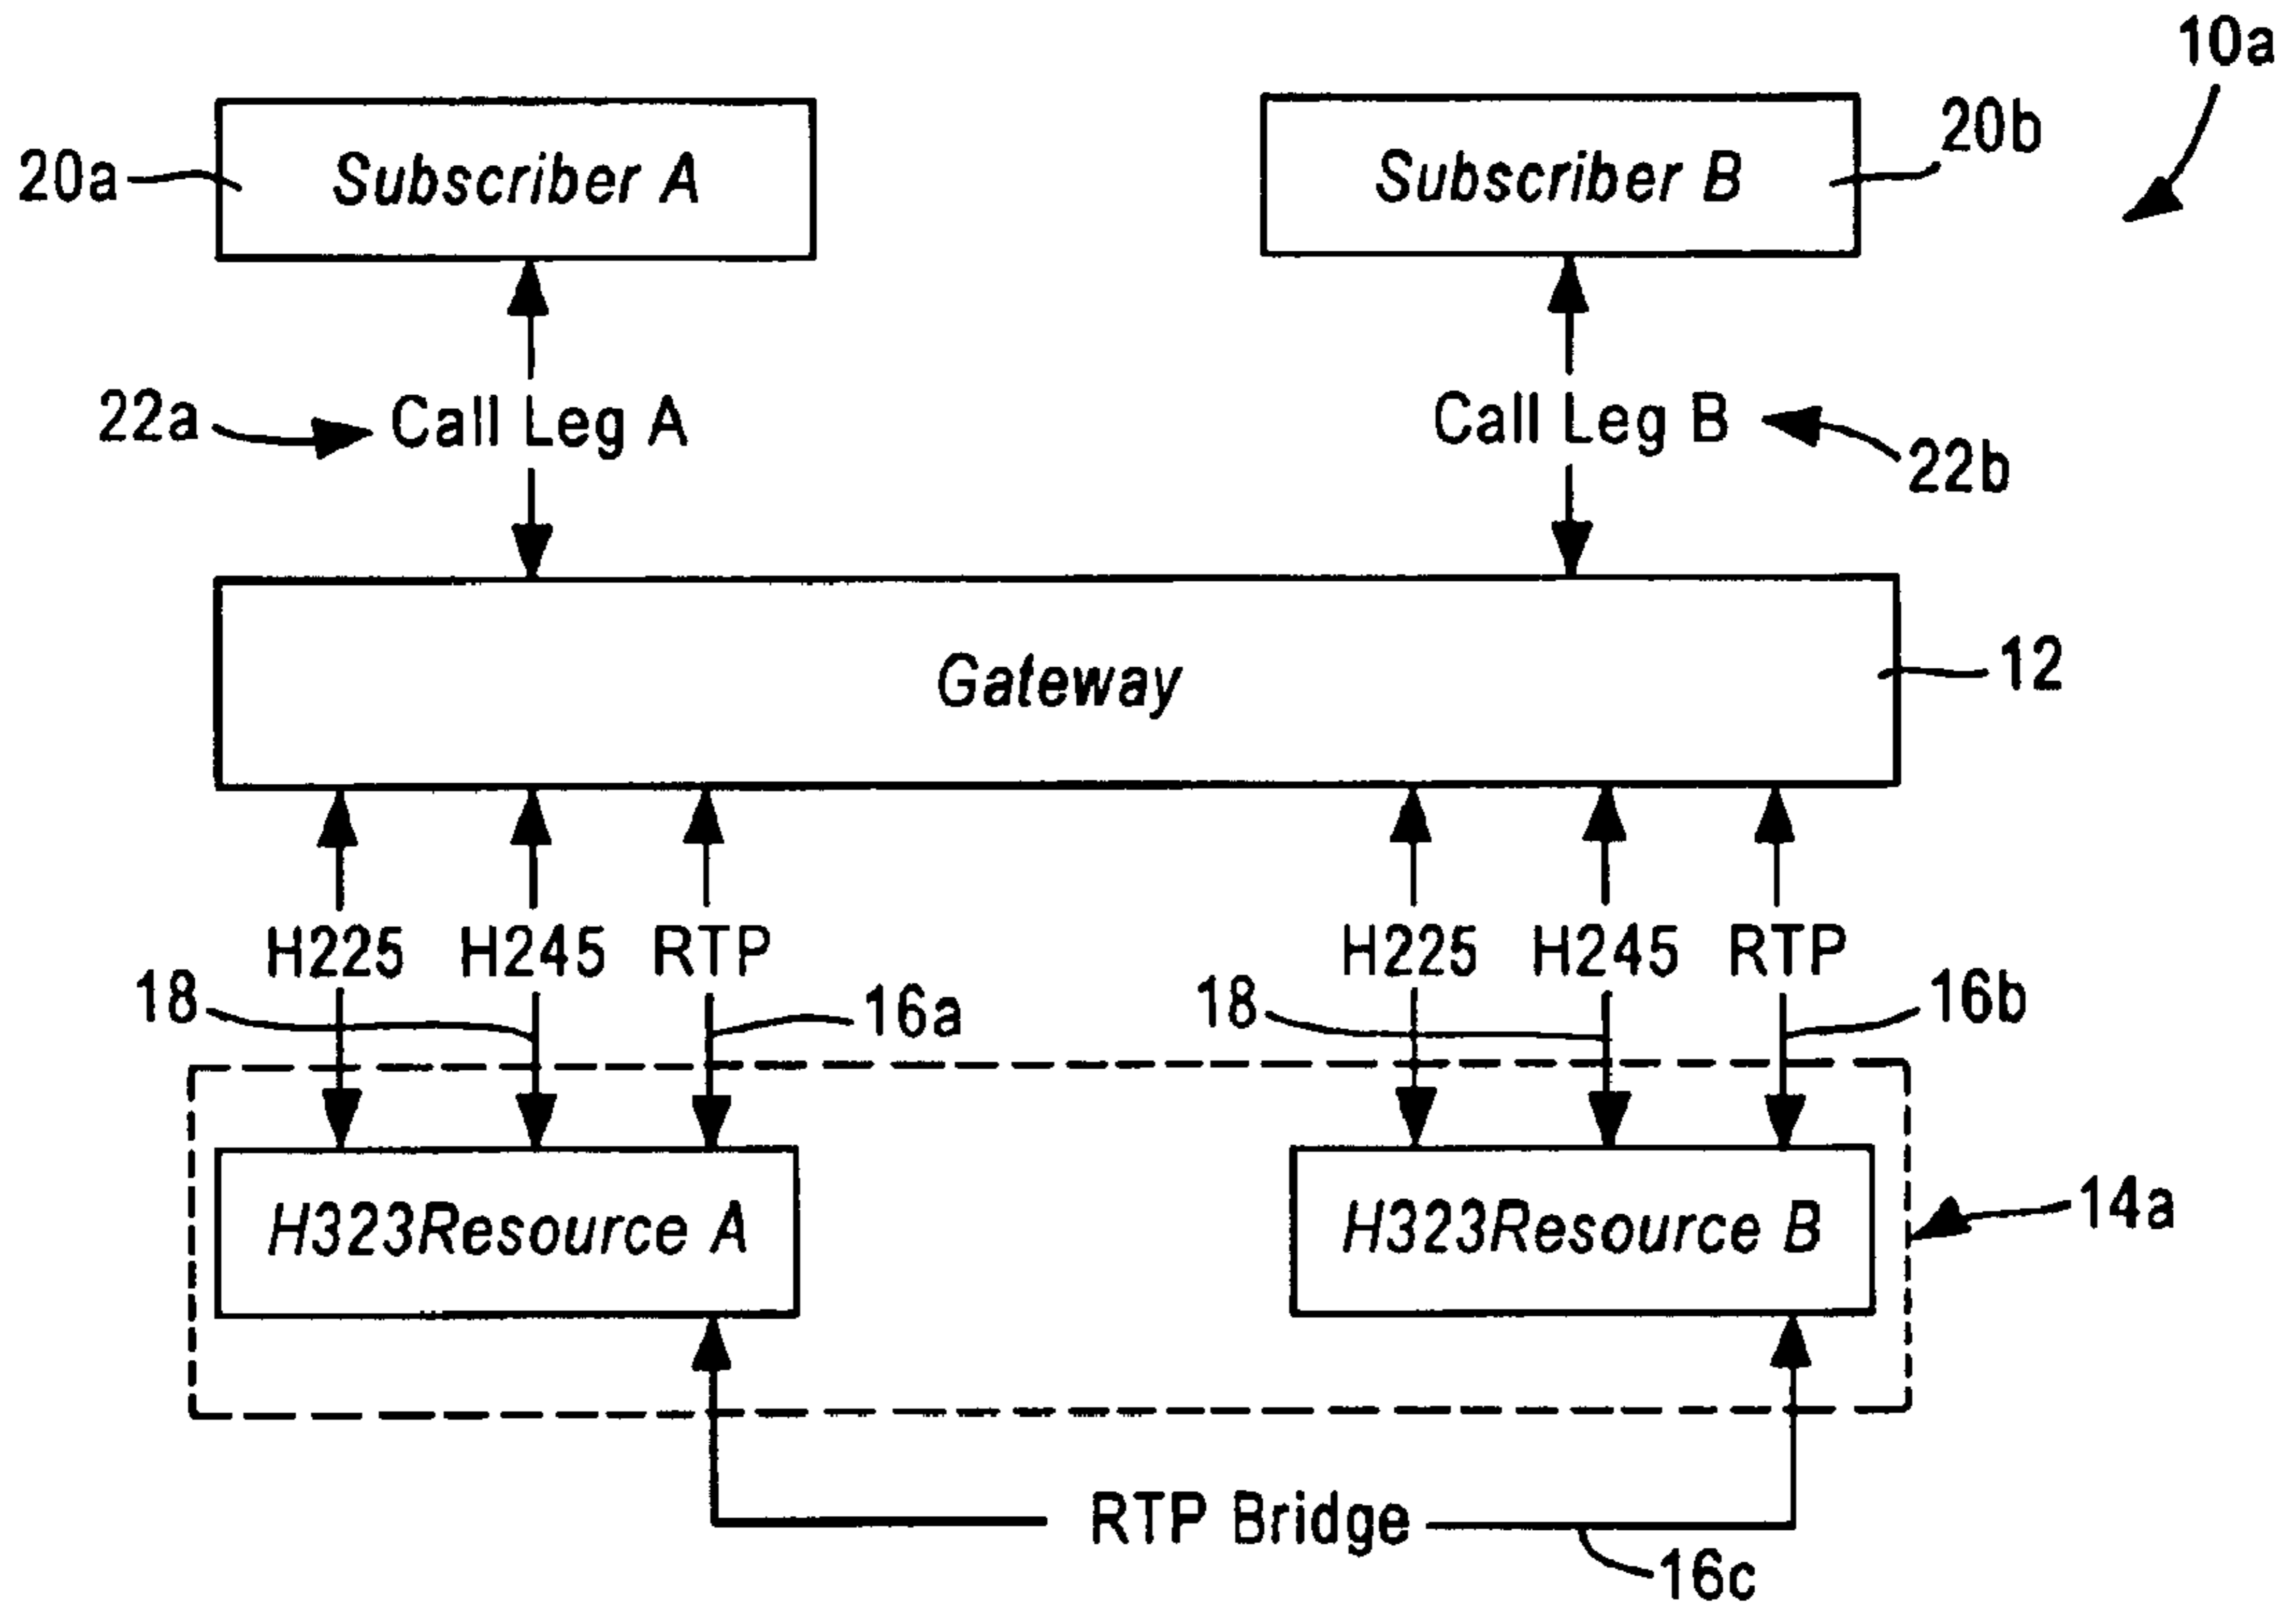 10a
20a
Subscriber A
Subscriber B
20b
22a
Call Leg A
Call Leg B
22b
Gateway
12
H225 H245 RTP
H225 H245 RTP
18
16a
18
16b
H323Resource A
H323Resource B
14a
RTP Bridge
16c